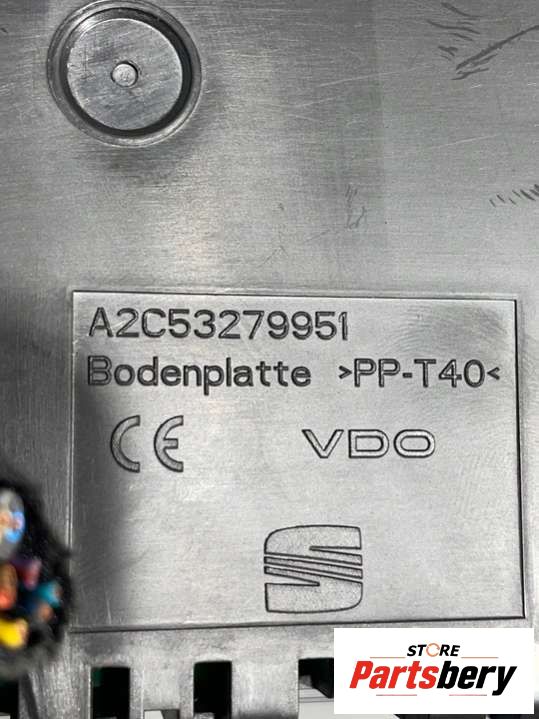 A2C53279951
Bodenplatte >PP-T40<
CE
VDO
STORE
Partsbery